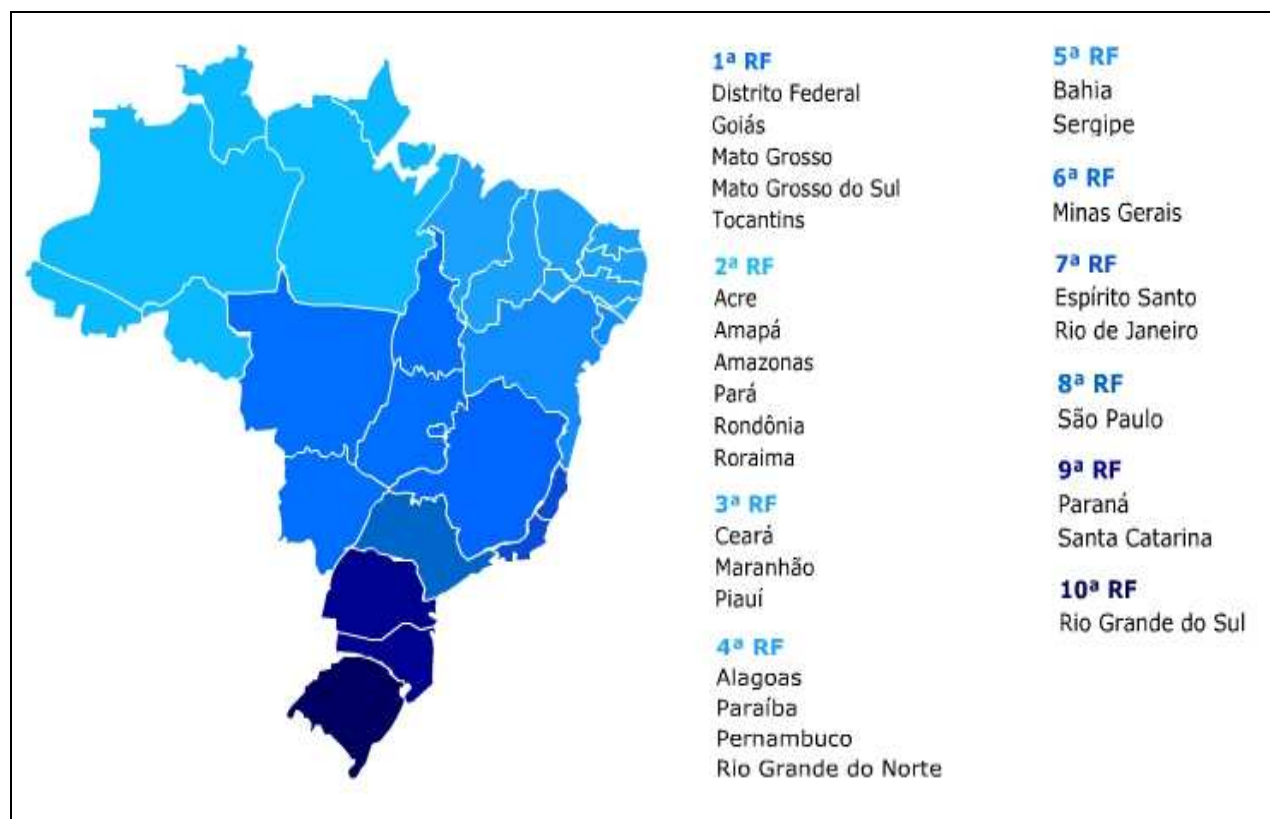 1ª RF
Distrito Federal
Goiás
Mato Grosso
Mato Grosso do Sul
Tocantins
2ª RF
Acre
Amapá
Amazonas
Pará
Rondônia
Roraima
3ª RF
Ceará
Maranhão
Piauí
4ª RF
Alagoas
Paraíba
Pernambuco
Rio Grande do Norte
5ª RF
Bahia
Sergipe
6ª RF
Minas Gerais
7ª RF
Espírito Santo
Rio de Janeiro
8ª RF
São Paulo
9ª RF
Paraná
Santa Catarina
10ª RF
Rio Grande do Sul